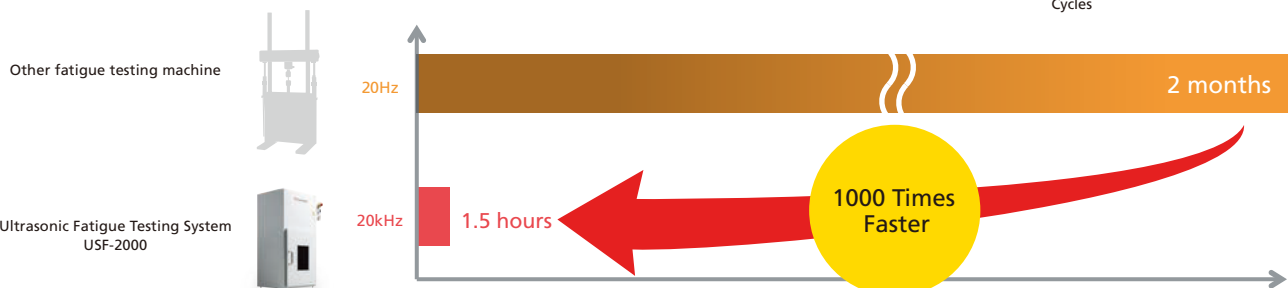 Cycles
Other fatigue testing machine
20Hz
2 months
Ultrasonic Fatigue Testing System
USF-2000
20kHz
1.5 hours
1000 Times
Faster